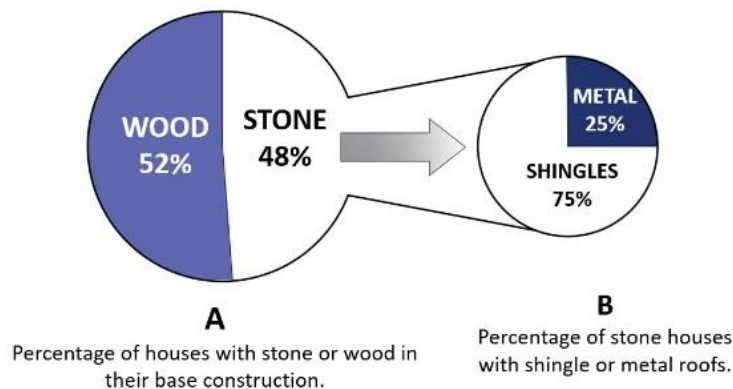 WOOD
52%
STONE
48%
METAL
25%
SHINGLES
75%
A
Percentage of houses with stone or wood in
their base construction.
B
Percentage of stone houses
with shingle or metal roofs.